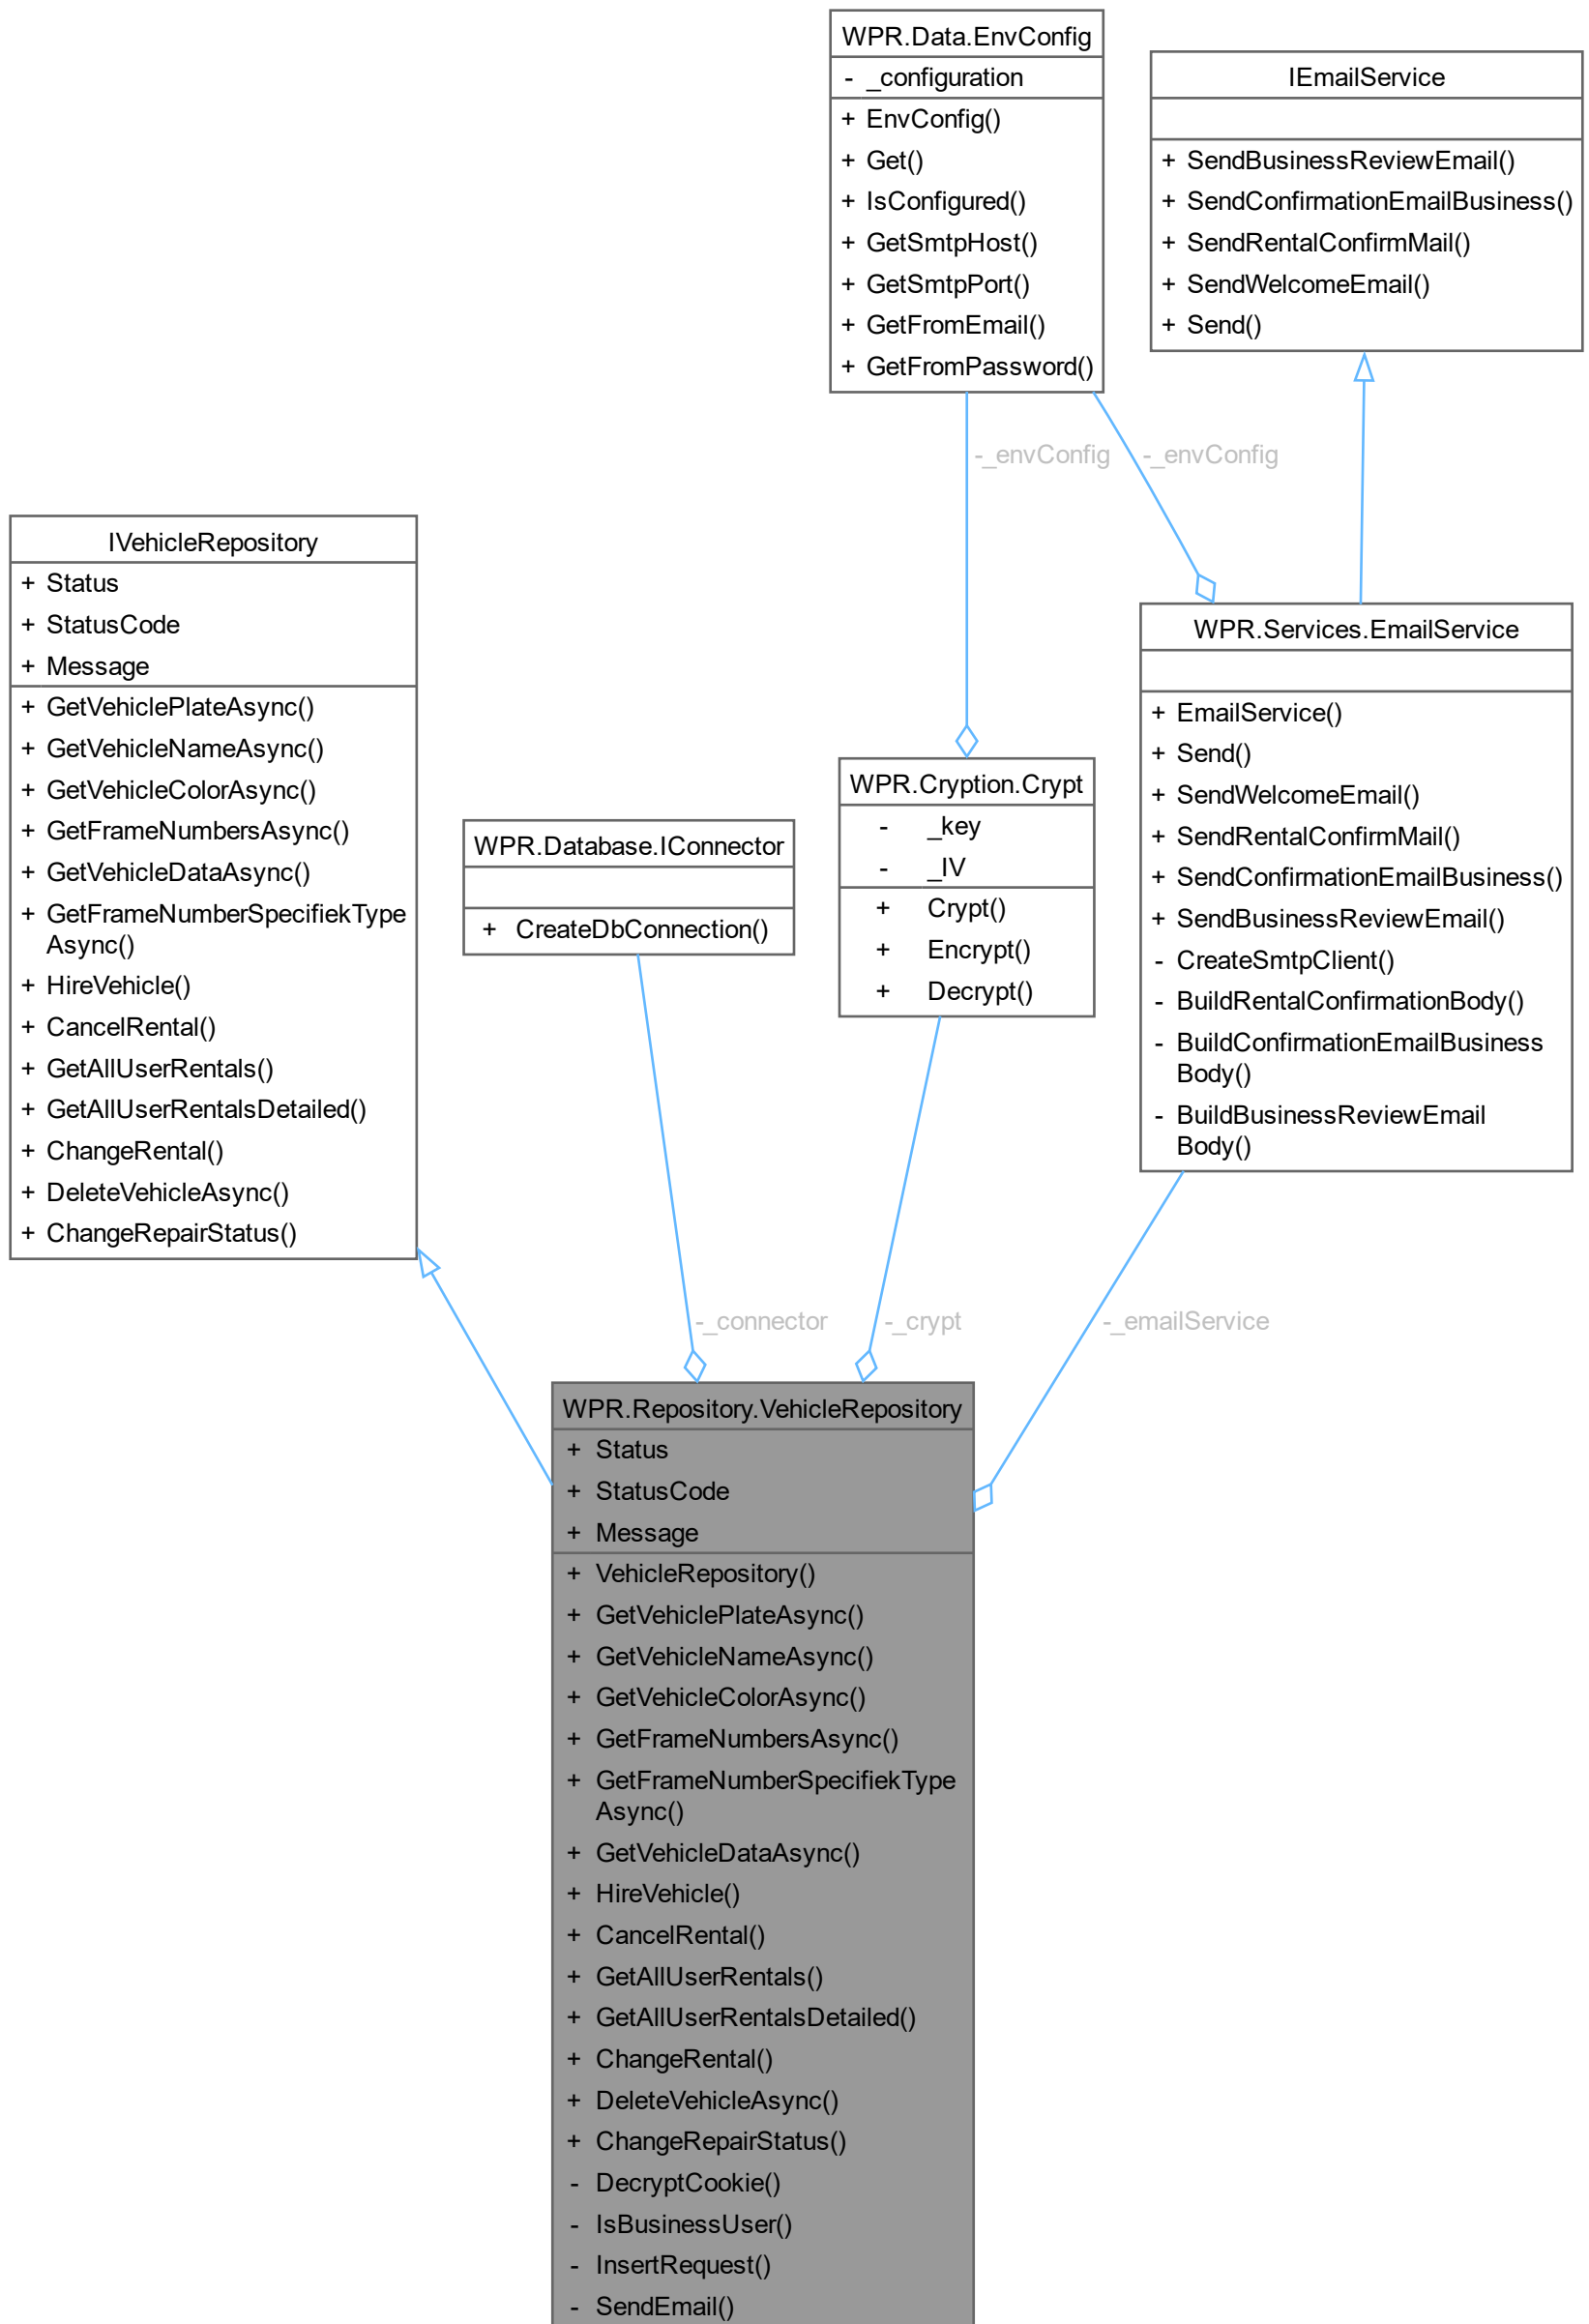 WPR.Data.EnvConfig
- _configuration
+ EnvConfig()
+ Get()
+ IsConfigured()
+ GetSmtpHost()
+ GetSmtpPort()
+ GetFromEmail()
+ GetFromPassword()
IEmailService
+ SendBusinessReviewEmail()
+ SendConfirmationEmailBusiness()
+ SendRentalConfirmMail()
+ SendWelcomeEmail()
+ Send()
-_envConfig
-_envConfig
IVehicleRepository
+ Status
+ StatusCode
+ Message
+ GetVehiclePlateAsync()
+ GetVehicleNameAsync()
+ GetVehicleColorAsync()
+ GetFrameNumbersAsync()
+ GetVehicleDataAsync()
+ GetFrameNumberSpecifiekType
Async()
+ HireVehicle()
+ CancelRental()
+ GetAllUserRentals()
+ GetAllUserRentalsDetailed()
+ ChangeRental()
+ DeleteVehicleAsync()
+ ChangeRepairStatus()
WPR.Database.IConnector
+ CreateDbConnection()
WPR.Cryption.Crypt
- _key
- _IV
+ Crypt()
+ Encrypt()
+ Decrypt()
WPR.Services.EmailService
+ EmailService()
+ Send()
+ SendWelcomeEmail()
+ SendRentalConfirmMail()
+ SendConfirmationEmailBusiness()
+ SendBusinessReviewEmail()
- CreateSmtpClient()
- BuildRentalConfirmationBody()
- BuildConfirmationEmailBusiness
Body()
- BuildBusinessReviewEmail
Body()
-_connector
-_crypt
-_emailService
WPR.Repository.VehicleRepository
+ Status
+ StatusCode
+ Message
+ VehicleRepository()
+ GetVehiclePlateAsync()
+ GetVehicleNameAsync()
+ GetVehicleColorAsync()
+ GetFrameNumbersAsync()
+ GetFrameNumberSpecifiekType
Async()
+ GetVehicleDataAsync()
+ HireVehicle()
+ CancelRental()
+ GetAllUserRentals()
+ GetAllUserRentalsDetailed()
+ ChangeRental()
+ DeleteVehicleAsync()
+ ChangeRepairStatus()
- DecryptCookie()
- IsBusinessUser()
- InsertRequest()
- SendEmail()